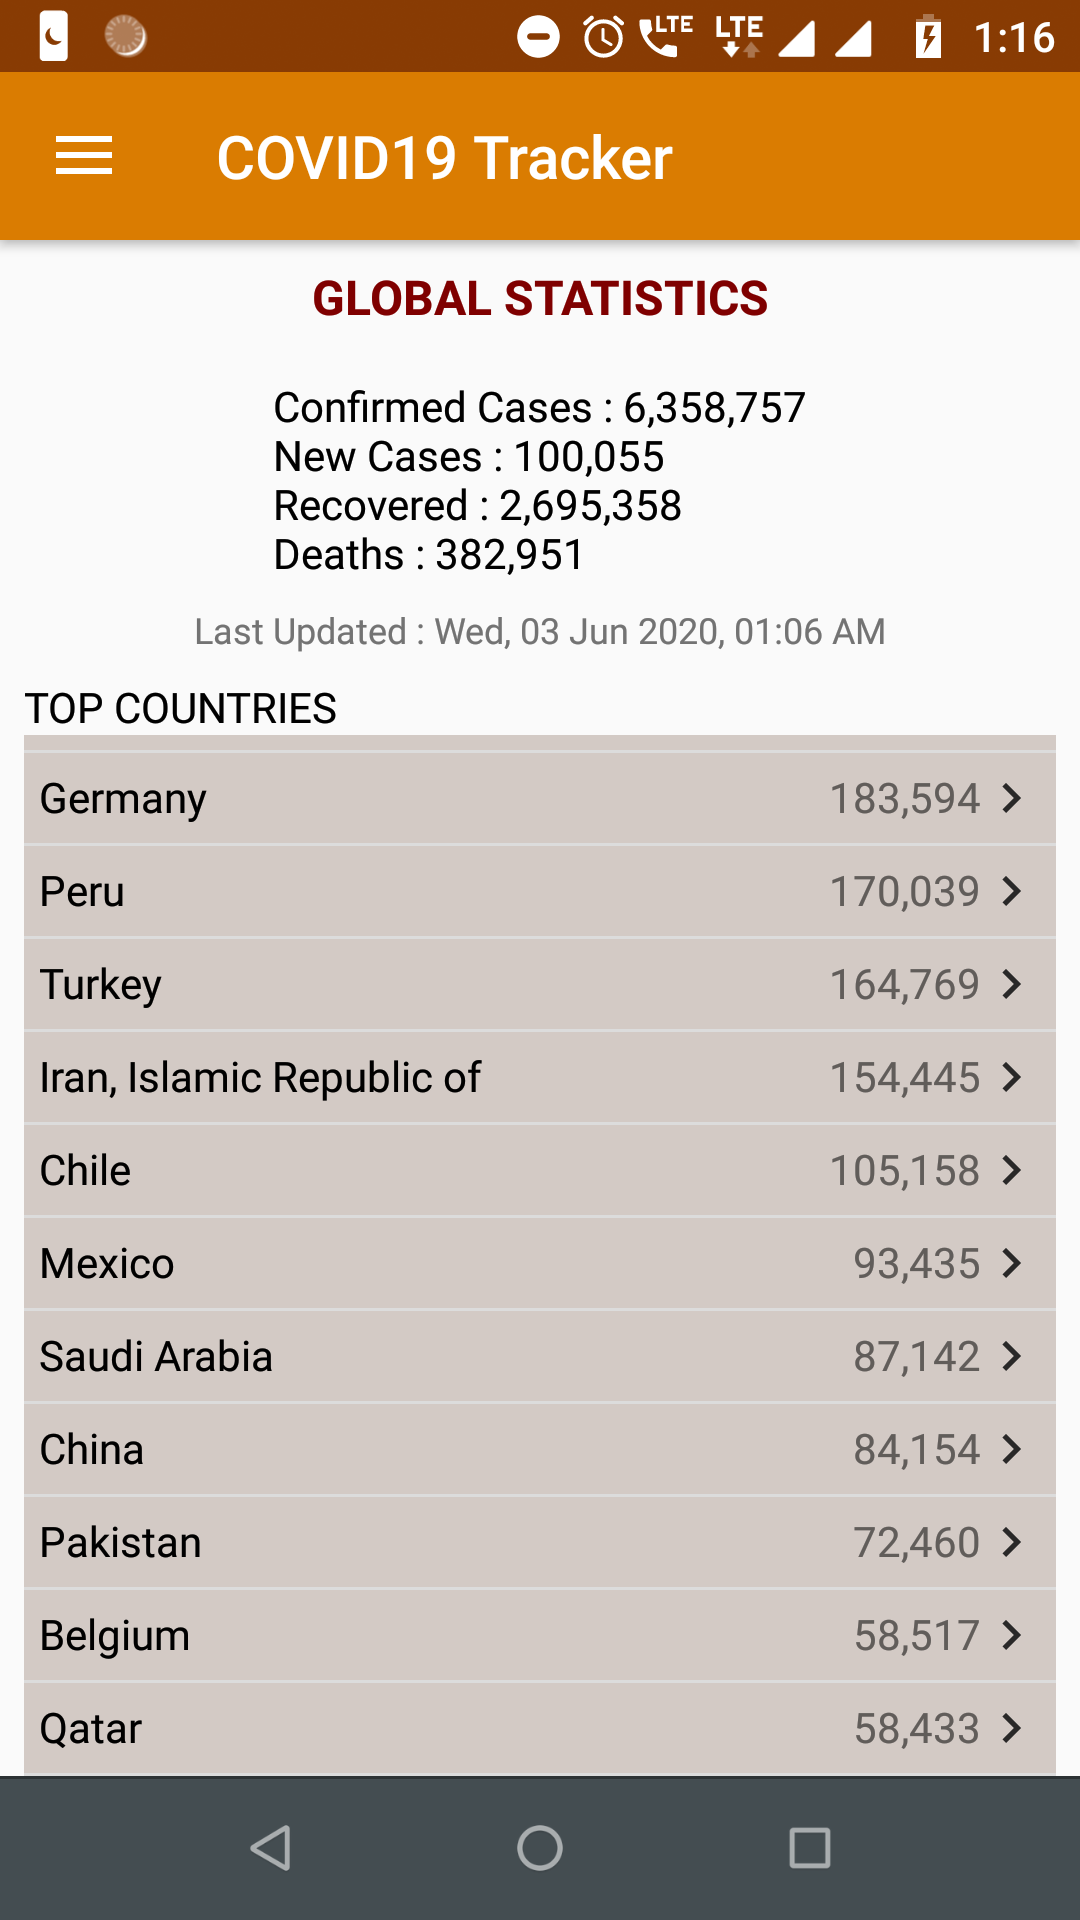 LTE LTE 1:16
COVID19 Tracker
GLOBAL STATISTICS
Confirmed Cases : 6,358,757
New Cases : 100,055
Recovered : 2,695,358
Deaths : 382,951
Last Updated : Wed, 03 Jun 2020, 01:06 AM
TOP COUNTRIES
Germany 183,594
Peru 170,039
Turkey 164,769
Iran, Islamic Republic of 154,445
Chile 105,158
Mexico 93,435
Saudi Arabia 87,142
China 84,154
Pakistan 72,460
Belgium 58,517
Qatar 58,433